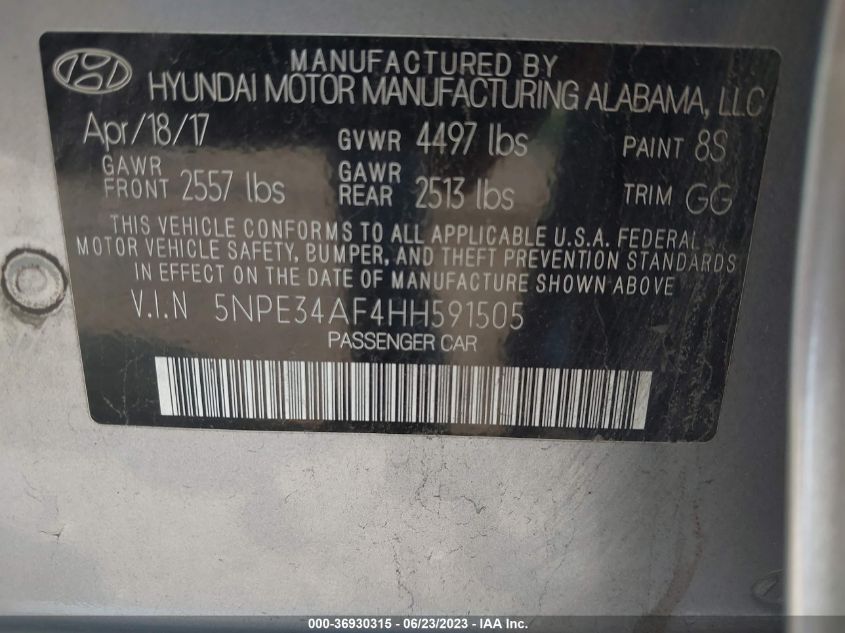 MANUFACTURED BY
HYUNDAI MOTOR MANUFACTURING ALABAMA, LLC
Apr/18/17 GVWR 4497 lbs PAINT 8S
GAWR FRONT 2557 lbs GAWR REAR 2513 lbs TRIM GG
THIS VEHICLE CONFORMS TO ALL APPLICABLE U.S.A. FEDERAL
MOTOR VEHICLE SAFETY, BUMPER, AND THEFT PREVENTION STANDARDS
IN EFFECT ON THE DATE OF MANUFACTURE SHOWN ABOVE
V.I.N 5NPE34AF4HH591505
PASSENGER CAR
000-36930315 - 06/23/2023 - IAA Inc.